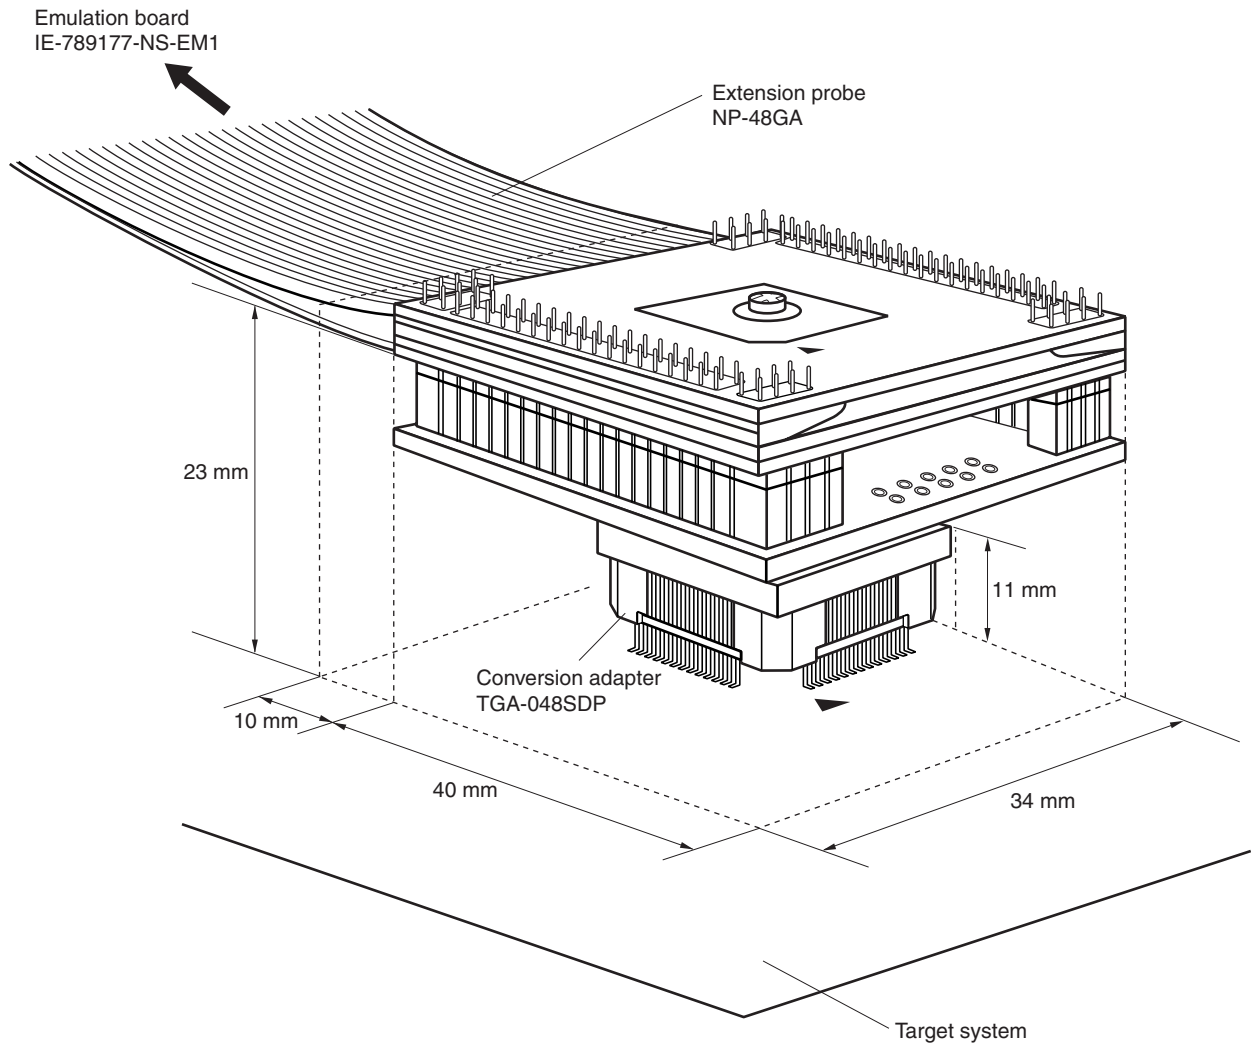 Emulation board
IE-789177-NS-EM1
Extension probe
NP-48GA
23 mm
11 mm
Conversion adapter
TGA-048SDP
10 mm
40 mm
34 mm
Target system